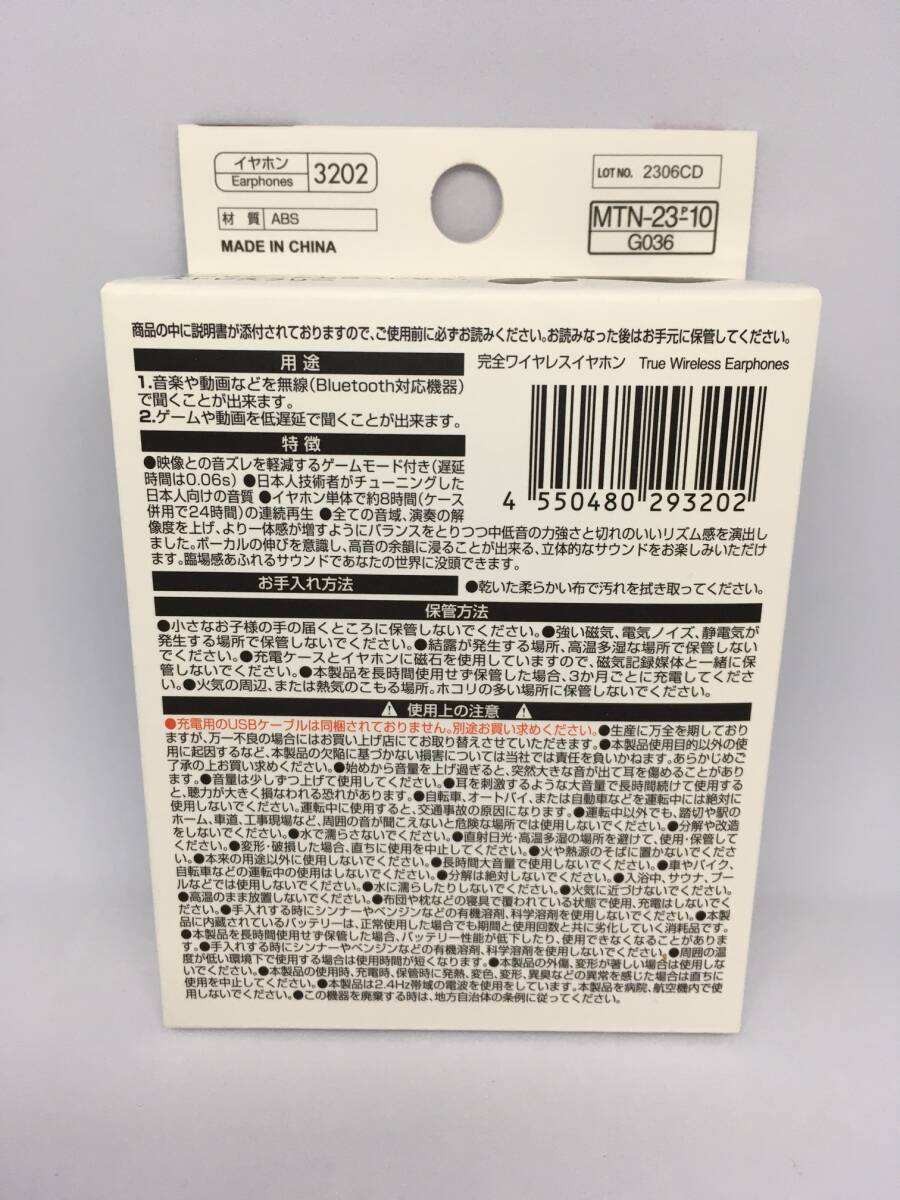 イヤホン
Earphones
3202
LOT NO. 2306CD
材質 ABS
MTN-23ᴾ10
G036
MADE IN CHINA
商品の中に説明書が添付されておりますので、ご使用前に必ずお読みください。お読みなった後はお手元に保管してください。
用途
1.音楽や動画などを無線(Bluetooth対応機器)
で聞くことが出来ます。
2.ゲームや動画を低遅延で聞くことが出来ます。
完全ワイヤレスイヤホン True Wireless Earphones
4 550480 293202
特徴
●映像との音ズレを軽減するゲームモード付き(遅延
時間は0.06s) ●日本人技術者がチューニングした
日本人向けの音質 ●イヤホン単体で約8時間(ケース
併用で24時間)の連続再生 ●全ての音域、演奏の解
像度を上げ、より一体感が増すようにバランスをとりつつ中低音の力強さと切れのいいリズム感を演出し
ました。ボーカルの伸びを意識し、高音の余韻に浸ることが出来る、立体的なサウンドをお楽しみいただけ
ます。臨場感あふれるサウンドであなたの世界に没頭できます。
お手入れ方法
●乾いた柔らかい布で汚れを拭き取ってください。
保管方法
●小さなお子様の手の届くところに保管しないでください。●強い磁気、電気ノイズ、静電気が
発生する場所で保管しないでください。●結露が発生する場所、高温多湿な場所で保管しない
でください。●充電ケースとイヤホンに磁石を使用していますので、磁気記録媒体と一緒に保
管しないでください。●本製品を長時間使用せず保管した場合、3か月ごとに充電してくださ
い。●火気の周辺、または熱気のこもる場所。ホコリの多い場所に保管しないでください。
⚠ 使用上の注意 ⚠
●充電用のUSBケーブルは同梱されておりません。別途お買い求めください。●生産に万全を期しており
ますが、万一不良の場合にはお買い上げ店にてお取り替えさせていただきます。●本製品使用目的以外の使
用に起因するなど、本製品の欠陥に基づかない損害については当社では責任を負いかねます。あらかじめご
了承の上お買い求めください。●始めから音量を上げ過ぎると、突然大きな音が出て耳を傷めることがあり
ます。●音量は少しずつ上げて使用してください。●耳を刺激するような大音量で長時間続けて使用する
と、聴力が大きく損なわれる恐れがあります。●自転車、オートバイ、または自動車などを運転中には絶対に
使用しないでください。運転中に使用すると、交通事故の原因になります。●運転中以外でも、踏切や駅の
ホーム、車道、工事現場など、周囲の音が聞こえないと危険な場所では使用しないでください。●分解や改造
をしないでください。●水で濡らさないでください。●直射日光・高温多湿の場所を避けて、使用・保管して
ください。●変形・破損した場合、直ちに使用を中止してください。●火や熱源のそばに置かないでくださ
い。●本来の用途以外に使用しないでください。●長時間大音量で使用しないでください。●車やバイク、
自転車などの運転中の使用はしないでください。●分解は絶対しないでください。●入浴中、サウナ、プー
ルなどでは使用しないでください。●水に濡らしたりしないでください。●火気に近づけないでください。
●高温のまま放置しないでください。●布団や枕などの寝具で覆われている状態で使用、充電はしないでく
ださい。●手入れする時にシンナーやベンジンなどの有機溶剤、科学溶剤を使用しないでください。●本製
品に内蔵されているバッテリーは、正常使用した場合でも期間と使用回数と共に劣化していく消耗品です。
●本製品を長時間使用せず保管した場合、バッテリー性能が低下したり、使用できなくなることがありま
す。●手入れする時にシンナーやベンジンなどの有機溶剤、科学溶剤を使用しないでください。●周囲の温
度が低い環境下で使用する場合は使用時間が短くなります。●本製品の外傷、変形が著しい場合は使用しな
いでください。●本製品の使用時、充電時、保管時に発熱、変色、変形、異臭などの異常を感じた場合は直ちに
使用を中止してください。●本製品は2.4Hz帯域の電波を使用をしています。本製品を病院、航空機内で使
用しないでください。●この機器を廃棄する時は、地方自治体の条例に従ってください。